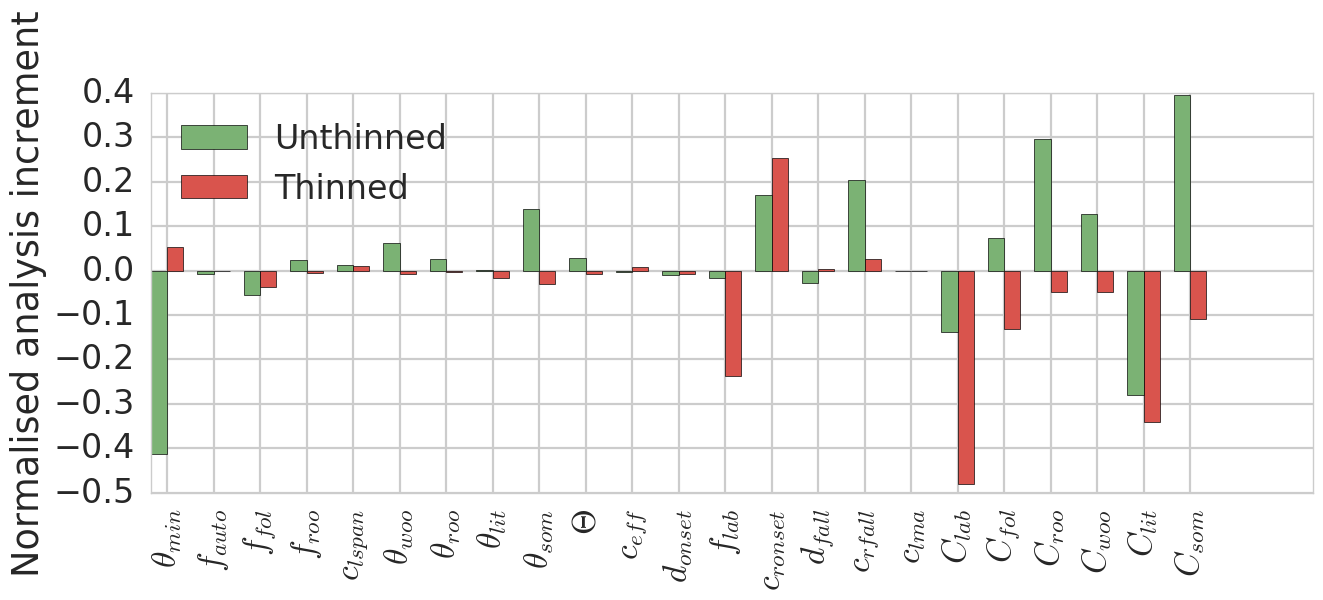 Normalised analysis increment
0.4
0.3
0.2
0.1
0.0
−0.1
−0.2
−0.3
−0.4
−0.5
Unthinned
Thinned
θmin
fauto
ffol
froo
clspan
θwoo
θroo
θlit
θsom
Θ
ceff
donset
flab
cronset
dfall
crfall
clma
Clab
Cfol
Croo
Cwoo
Clit
Csom